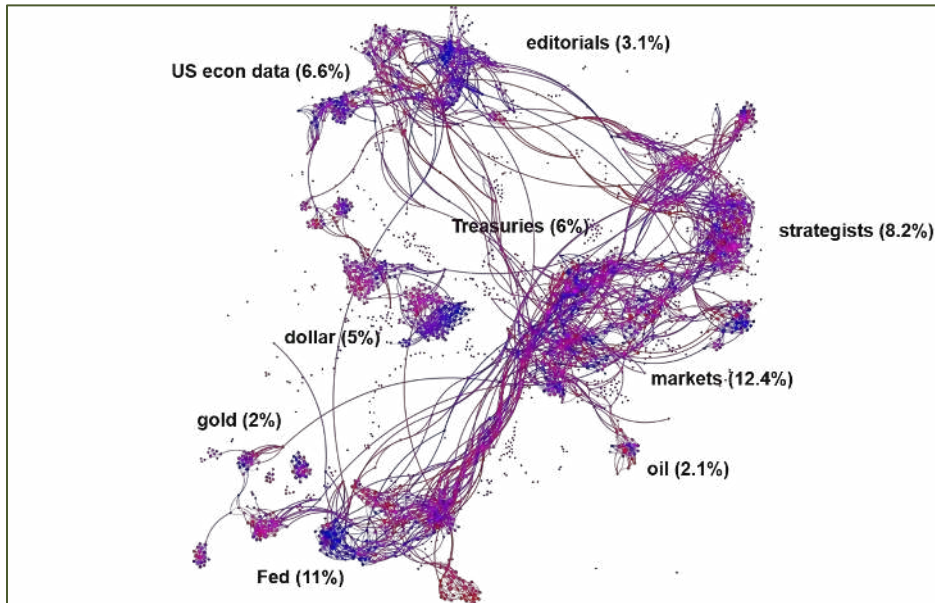 editorials (3.1%)
US econ data (6.6%)
Treasuries (6%)
strategists (8.2%)
dollar (5%)
markets (12.4%)
gold (2%)
oil (2.1%)
Fed (11%)